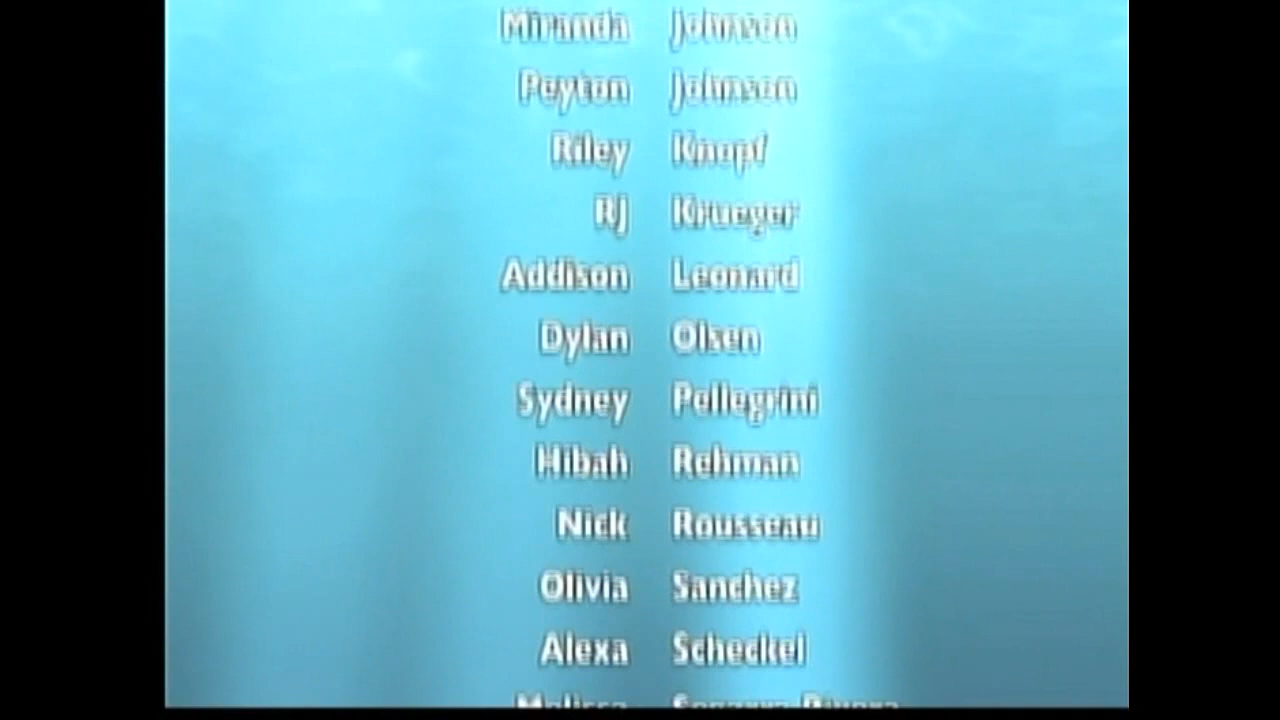 Miranda Johnson
Peyton Johnson
Riley Knopf
RJ Krueger
Addison Leonard
Dylan Olsen
Sydney Pellegrini
Hibah Rehman
Nick Rousseau
Olivia Sanchez
Alexa Scheckel
Melissa